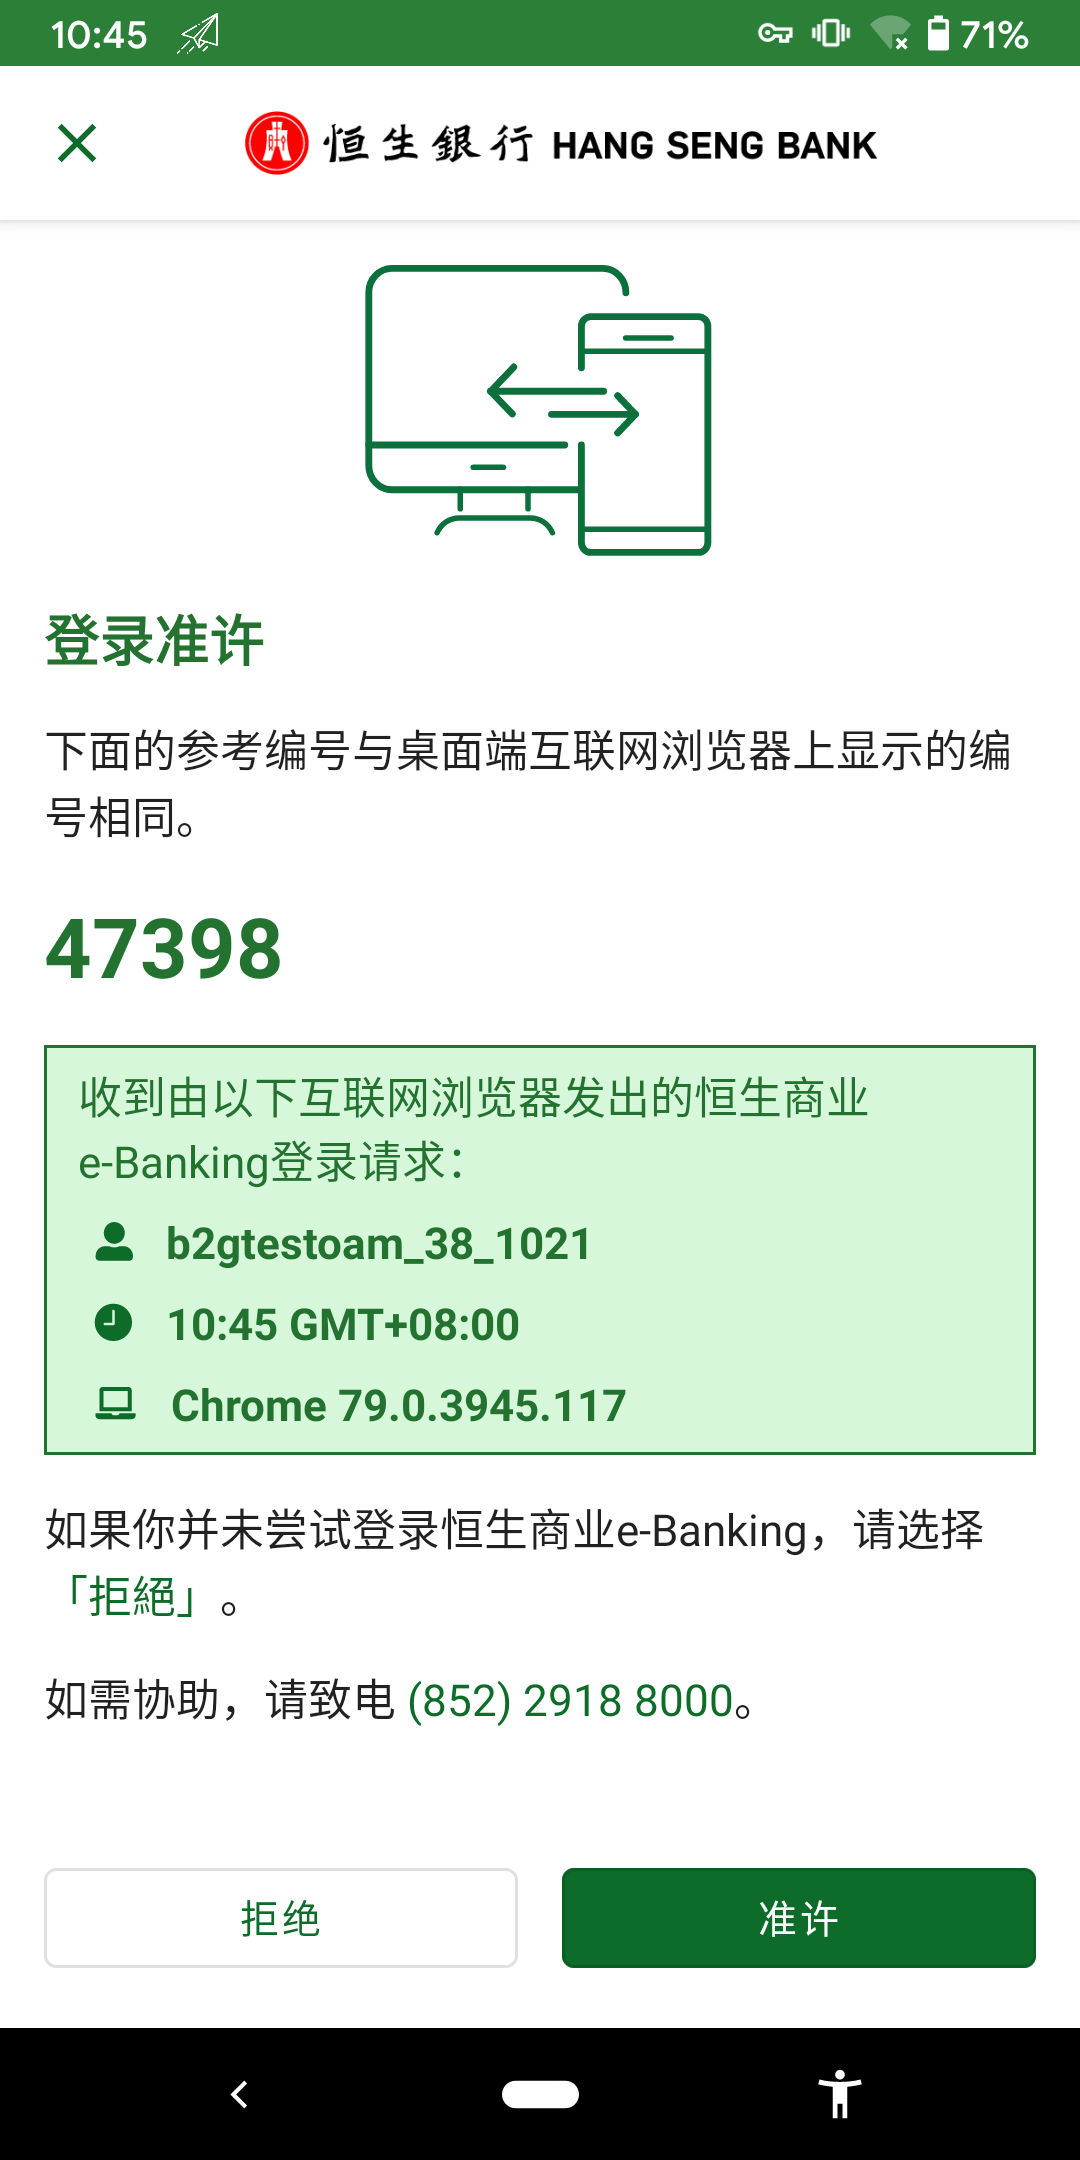 10:45
71%
恒生銀行 HANG SENG BANK
登录准许
下面的参考编号与桌面端互联网浏览器上显示的编
号相同。
47398
收到由以下互联网浏览器发出的恒生商业
e-Banking登录请求：
b2gtestoam_38_1021
10:45 GMT+08:00
Chrome 79.0.3945.117
如果你并未尝试登录恒生商业e-Banking，请选择
「拒絕」。
如需协助，请致电 (852) 2918 8000。
拒绝
准许